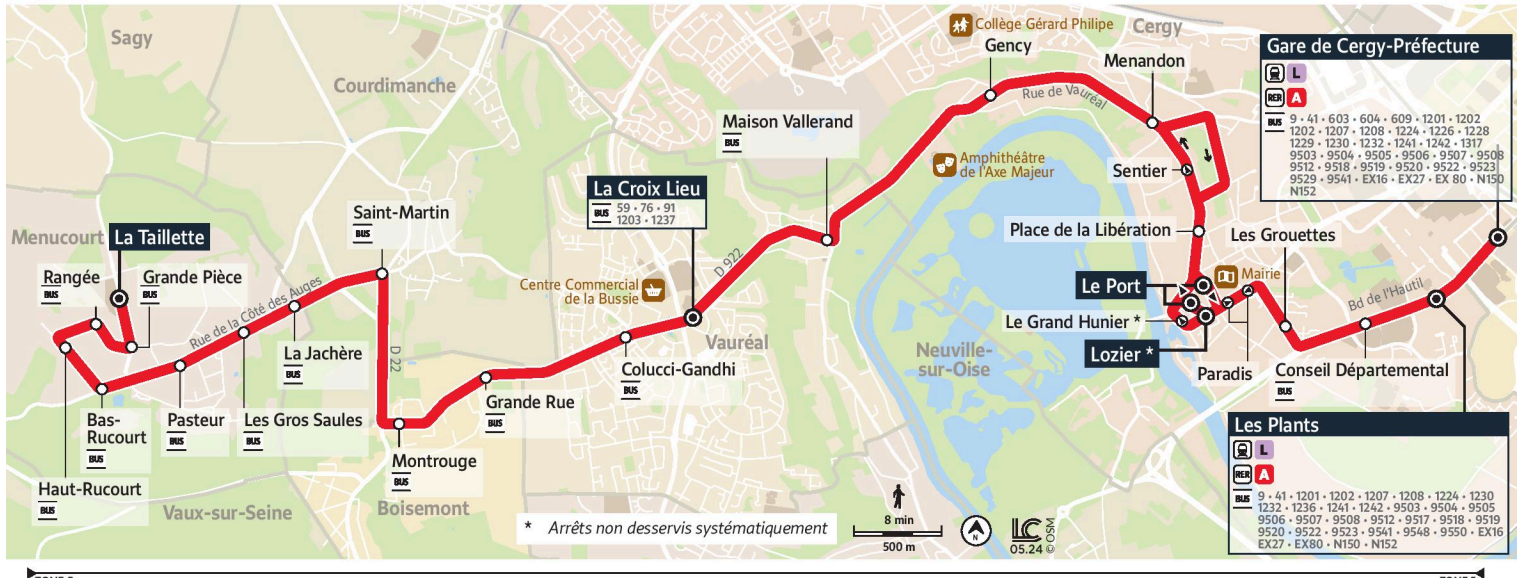 Sagy
Courdimanche
Collège Gérard Philipe
Gency
Cergy
Menandon
Rue de Vauréal
Gare de Cergy-Préfecture
L
RER A
BUS 9 • 41 • 603 • 604 • 609 • 1201 • 1202
1202 • 1207 • 1208 • 1224 • 1226 • 1228
1229 • 1230 • 1232 • 1241 • 1242 • 1317
9503 • 9504 • 9505 • 9506 • 9507 • 9508
9512 • 9518 • 9519 • 9520 • 9522 • 9523
9529 • 9541 • EX16 • EX27 • EX 80 • N150
N152
Maison Vallerand
BUS
Amphithéâtre
de l'Axe Majeur
Sentier
La Croix Lieu
BUS 59 • 76 • 91
1203 • 1237
Saint-Martin
BUS
Place de la Libération
Les Grouettes
Menucourt
La Taillette
Rangée
BUS
Grande Pièce
BUS
Rue de la Côté des Auges
D 922
Centre Commercial
de la Bussie
Mairie
Le Port
Bd de l'Hautil
Le Grand Hunier *
Lozier *
Vauréal
Neuville-
sur-Oise
La Jachère
BUS
D 22
Colucci-Gandhi
BUS
Paradis
Conseil Départemental
BUS
Grande Rue
BUS
Bas-
Rucourt
BUS
Pasteur
BUS
Les Gros Saules
BUS
Montrouge
BUS
Haut-Rucourt
BUS
Vaux-sur-Seine
Boisemont
Les Plants
L
RER A
BUS 9 • 41 • 1201 • 1202 • 1207 • 1208 • 1224 • 1230
1232 • 1236 • 1241 • 1242 • 9503 • 9504 • 9505
9506 • 9507 • 9508 • 9512 • 9517 • 9518 • 9519
9520 • 9522 • 9523 • 9541 • 9548 • 9550 • EX16
EX27 • EX80 • N150 • N152
* Arrêts non desservis systématiquement
8 min
500 m
N
LC
05.24
© OSM